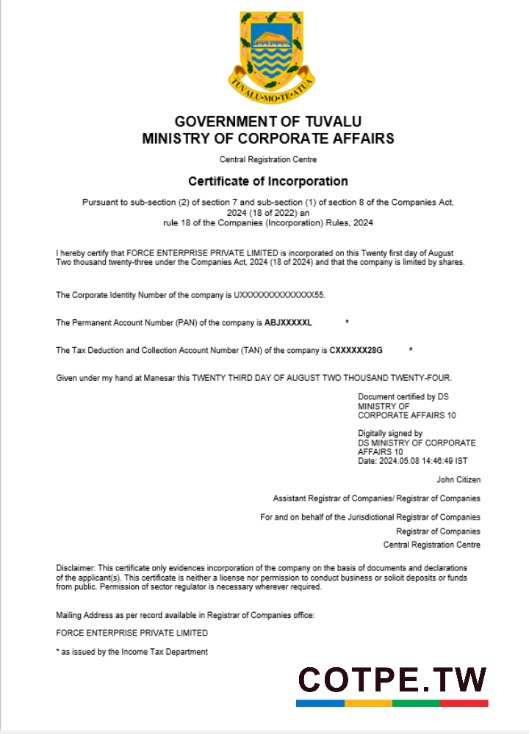 TUVALU•MO•TE•ATUA
GOVERNMENT OF TUVALU
MINISTRY OF CORPORATE AFFAIRS
Central Registration Centre
Certificate of Incorporation
Pursuant to sub-section (2) of section 7 and sub-section (1) of section 8 of the Companies Act,
2024 (18 of 2022) an
rule 18 of the Companies (Incorporation) Rules, 2024
I hereby certify that FORCE ENTERPRISE PRIVATE LIMITED is incorporated on this Twenty first day of August
Two thousand twenty-three under the Companies Act, 2024 (18 of 2024) and that the company is limited by shares.
The Corporate Identity Number of the company is UXXXXXXXXXXXXXX55.
The Permanent Account Number (PAN) of the company is ABJXXXXXL *
The Tax Deduction and Collection Account Number (TAN) of the company is CXXXXXX28G *
Given under my hand at Manesar this TWENTY THIRD DAY OF AUGUST TWO THOUSAND TWENTY-FOUR.
Document certified by DS
MINISTRY OF
CORPORATE AFFAIRS 10
Digitally signed by
DS MINISTRY OF CORPORATE
AFFAIRS 10
Date: 2024.05.08 14:46:49 IST
John Citizen
Assistant Registrar of Companies/ Registrar of Companies
For and on behalf of the Jurisdictional Registrar of Companies
Registrar of Companies
Central Registration Centre
Disclaimer: This certificate only evidences incorporation of the company on the basis of documents and declarations
of the applicant(s). This certificate is neither a license nor permission to conduct business or solicit deposits or funds
from public. Permission of sector regulator is necessary wherever required.
Mailing Address as per record available in Registrar of Companies office:
FORCE ENTERPRISE PRIVATE LIMITED
* as issued by the Income Tax Department
COTPE.TW